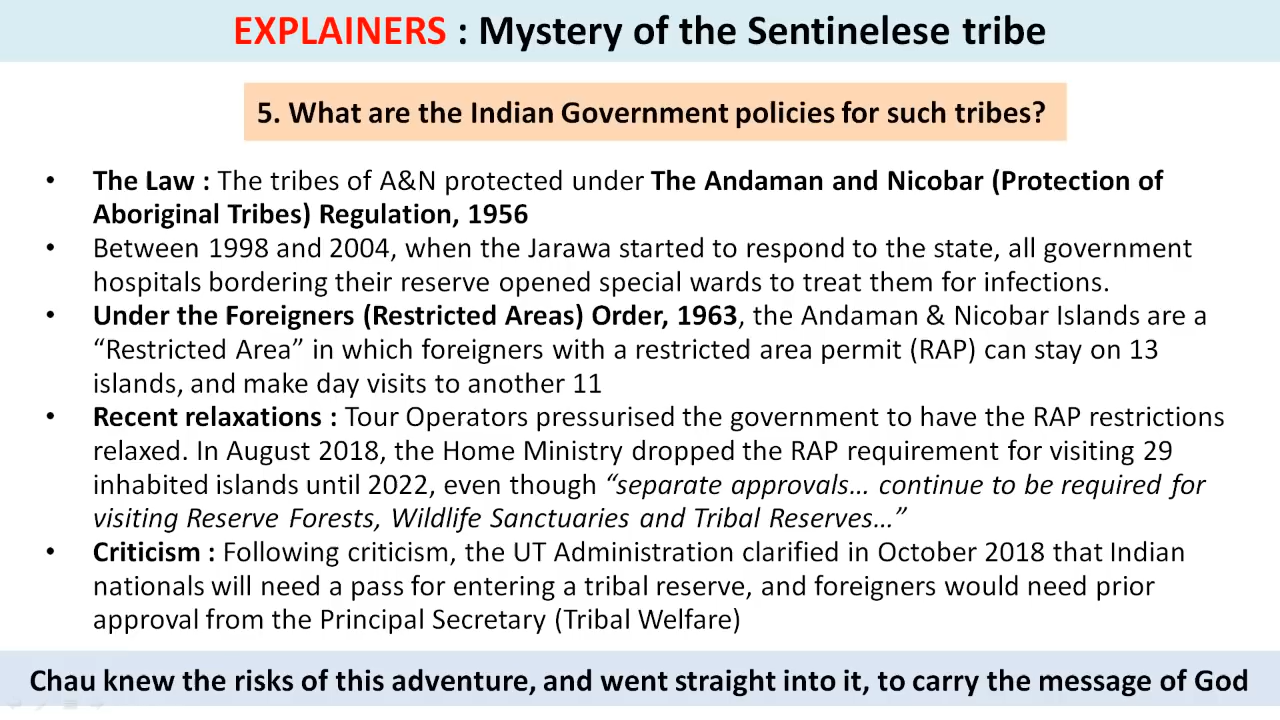 EXPLAINERS : Mystery of the Sentinelese tribe
5. What are the Indian Government policies for such tribes?
• The Law : The tribes of A&N protected under The Andaman and Nicobar (Protection of
Aboriginal Tribes) Regulation, 1956
• Between 1998 and 2004, when the Jarawa started to respond to the state, all government
hospitals bordering their reserve opened special wards to treat them for infections.
• Under the Foreigners (Restricted Areas) Order, 1963, the Andaman & Nicobar Islands are a
“Restricted Area” in which foreigners with a restricted area permit (RAP) can stay on 13
islands, and make day visits to another 11
• Recent relaxations : Tour Operators pressurised the government to have the RAP restrictions
relaxed. In August 2018, the Home Ministry dropped the RAP requirement for visiting 29
inhabited islands until 2022, even though “separate approvals… continue to be required for
visiting Reserve Forests, Wildlife Sanctuaries and Tribal Reserves…”
• Criticism : Following criticism, the UT Administration clarified in October 2018 that Indian
nationals will need a pass for entering a tribal reserve, and foreigners would need prior
approval from the Principal Secretary (Tribal Welfare)
Chau knew the risks of this adventure, and went straight into it, to carry the message of God